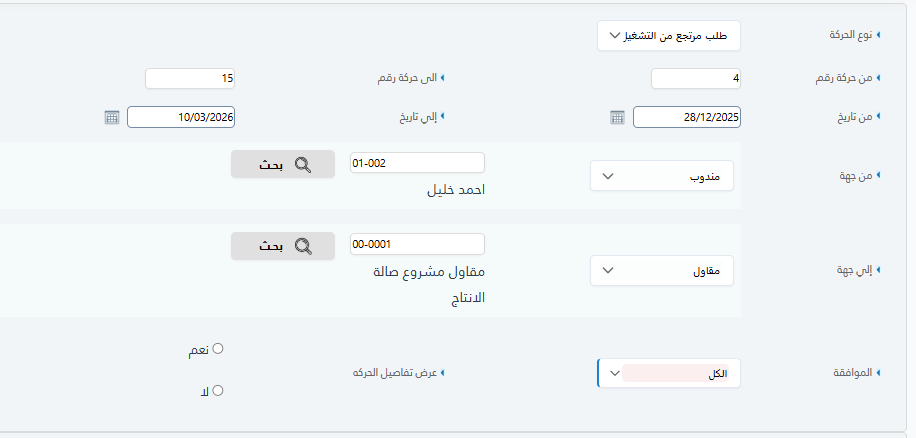 نوع الحركة
طلب مرتجع من التشغيل
من حركة رقم
4
الى حركة رقم
15
من تاريخ
28/12/2025
إلي تاريخ
10/03/2026
من جهة
مندوب
01-002
بحث
احمد خليل
إلي جهة
مقاول
00-0001
بحث
مقاول مشروع صالة
الانتاج
الموافقة
الكل
عرض تفاصيل الحركه
نعم
لا